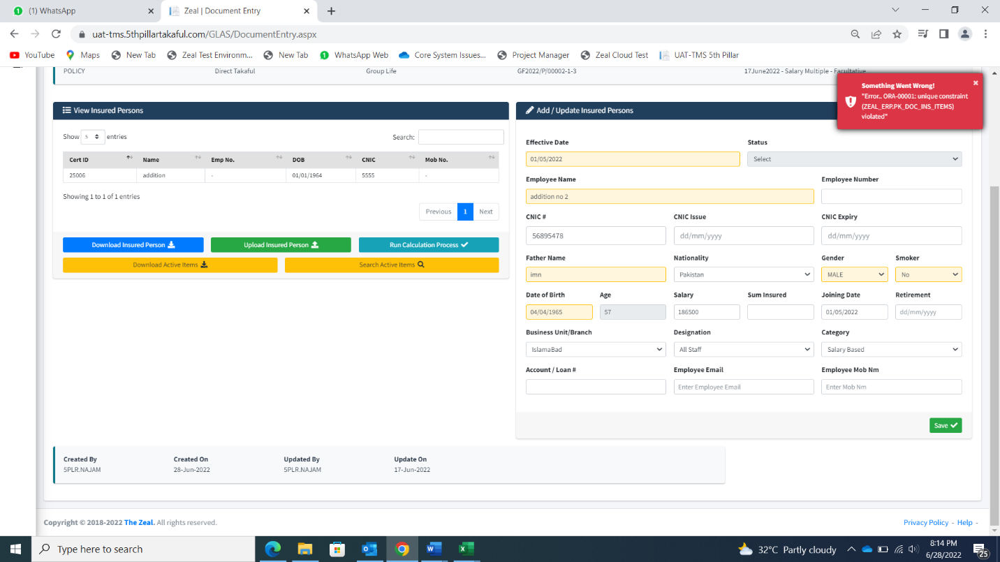 (1) WhatsApp
Zeal | Document Entry
uat-tms.5thpillartakaful.com/GLAS/DocumentEntry.aspx
YouTube Maps New Tab Zeal Test Environm... New Tab WhatsApp Web Core System Issues... Project Manager Zeal Cloud Test UAT-TMS 5th Pillar
POLICY Direct Takaful Group Life GF2022/P/00002-1-3 17June2022 - Salary Multiple - Facultative
Something Went Wrong!
"Error.. ORA-00001: unique constraint
(ZEAL_ERP.PK_DOC_INS_ITEMS)
violated"
View Insured Persons
Show 5 entries Search:
Cert ID Name Emp No. DOB CNIC Mob No.
25006 addition - 01/01/1964 5555 -
Showing 1 to 1 of 1 entries
Previous 1 Next
Download Insured Person Upload Insured Person Run Calculation Process
Download Active Items Search Active Items
Add / Update Insured Persons
Effective Date Status
01/05/2022 Select
Employee Name Employee Number
addition no 2
CNIC # CNIC Issue CNIC Expiry
56895478 dd/mm/yyyy dd/mm/yyyy
Father Name Nationality Gender Smoker
imn Pakistan MALE No
Date of Birth Age Salary Sum Insured Joining Date Retirement
04/04/1965 57 186500 01/05/2022 dd/mm/yyyy
Business Unit/Branch Designation Category
IslamaBad All Staff Salary Based
Account / Loan # Employee Email Employee Mob Nm
Enter Employee Email Enter Mob Nm
Save
Created By Created On Updated By Update On
5PLR.NAJAM 28-Jun-2022 5PLR.NAJAM 17-Jun-2022
Copyright © 2018-2022 The Zeal. All rights reserved. Privacy Policy - Help -
Type here to search
32°C Partly cloudy
8:14 PM
6/28/2022
25